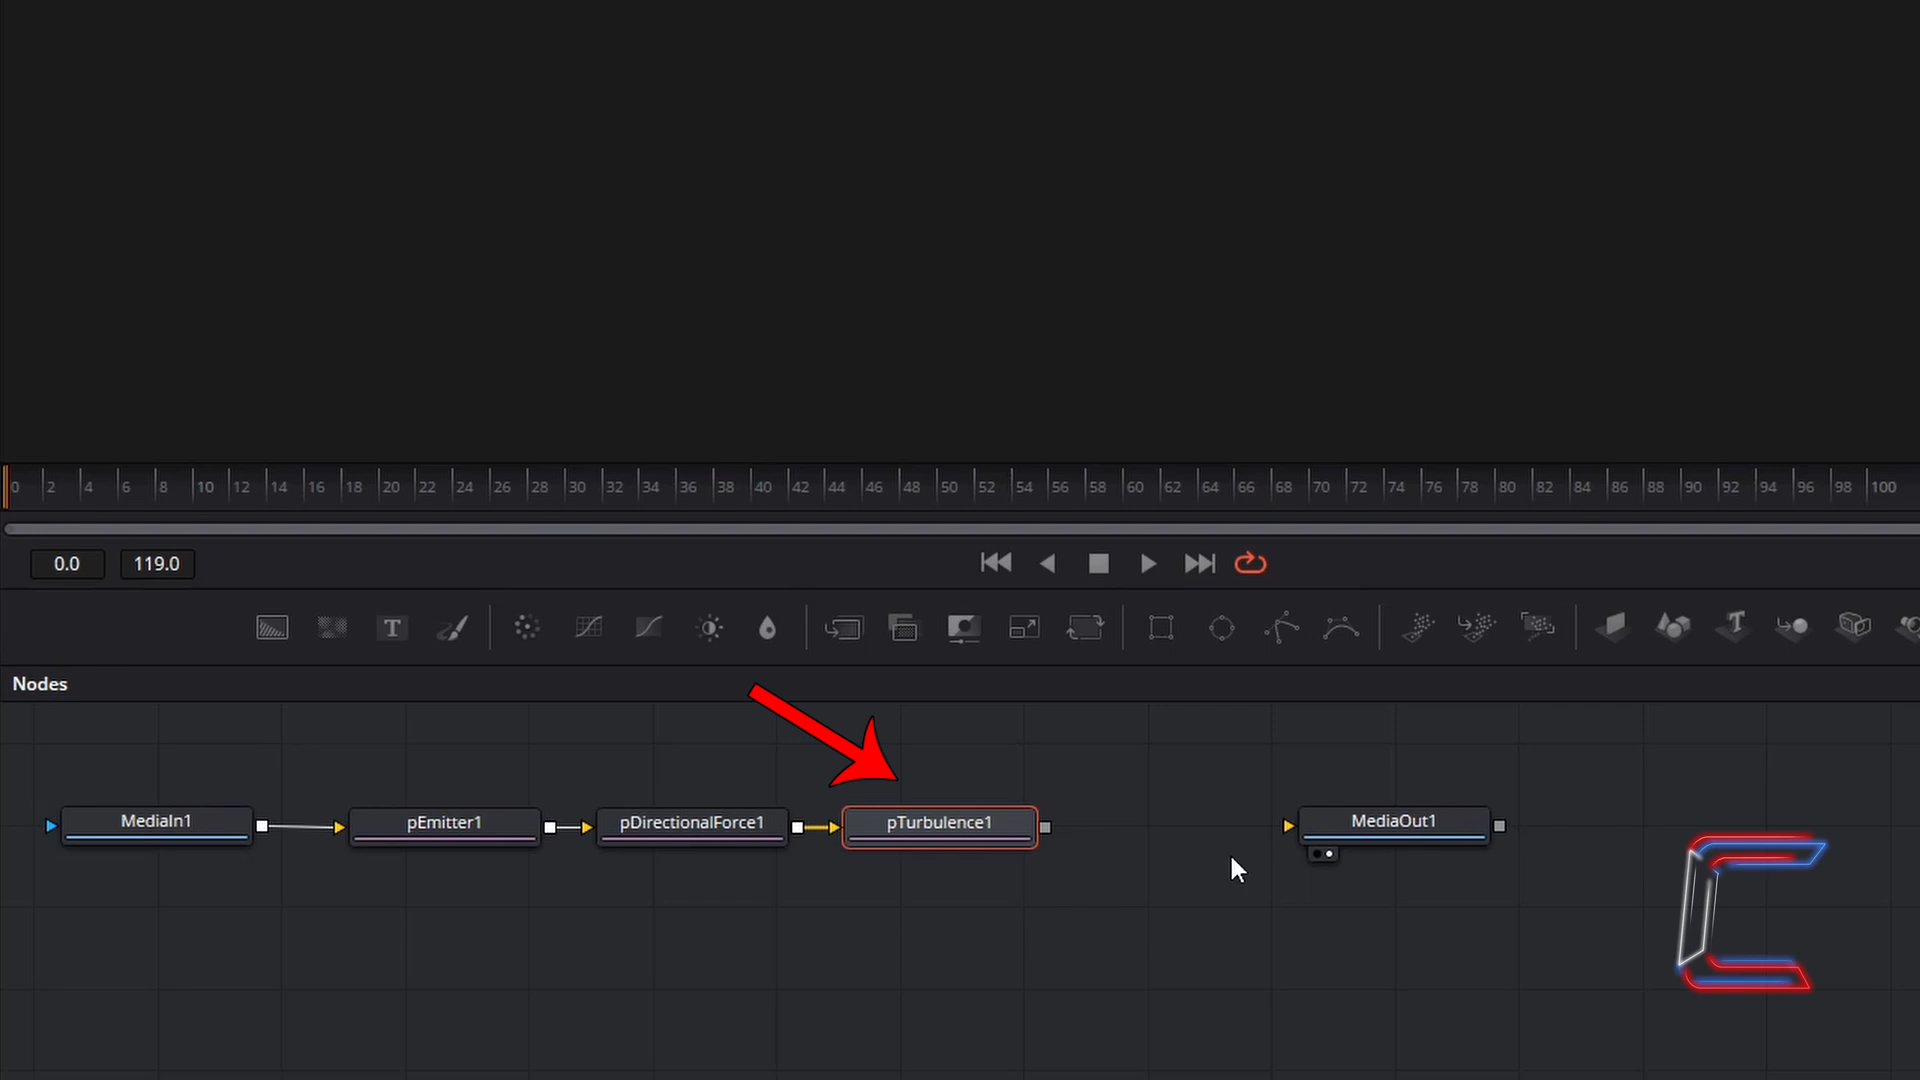 0 2 4 6 8 10 12 14 16 18 20 22 24 26 28 30 32 34 36 38 40 42 44 46 48 50 52 54 56 58 60 62 64 66 68 70 72 74 76 78 80 82 84 86 88 90 92 94 96 98 100
0.0 119.0
T
Nodes
MediaIn1 pEmitter1 pDirectionalForce1 pTurbulence1 MediaOut1
C